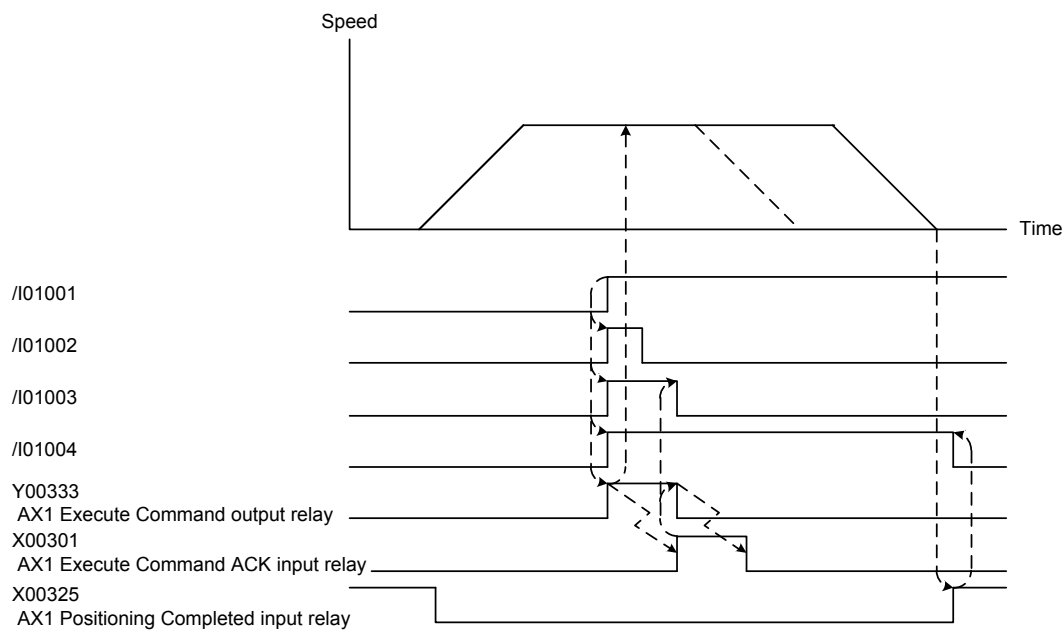 Speed
Time
/I01001
/I01002
/I01003
/I01004
Y00333
AX1 Execute Command output relay
X00301
AX1 Execute Command ACK input relay
X00325
AX1 Positioning Completed input relay